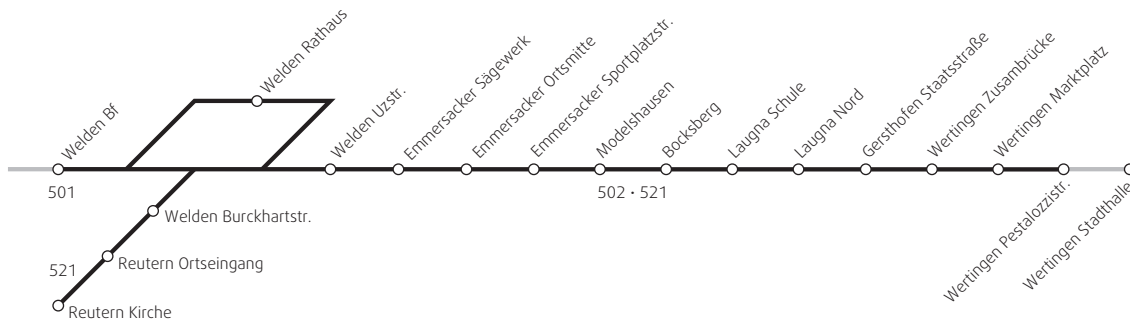 Welden Bf
Welden Rathaus
Welden Uzstr.
Emmersacker Sägewerk
Emmersacker Ortsmitte
Emmersacker Sportplatzstr.
Modelshausen
Bocksberg
Laugna Schule
Laugna Nord
Gersthofen Staatsstraße
Wertingen Zusambrücke
Wertingen Marktplatz
Wertingen Pestalozzistr.
Wertingen Stadthalle
501
502 · 521
Welden Burckhartstr.
521
Reutern Ortseingang
Reutern Kirche